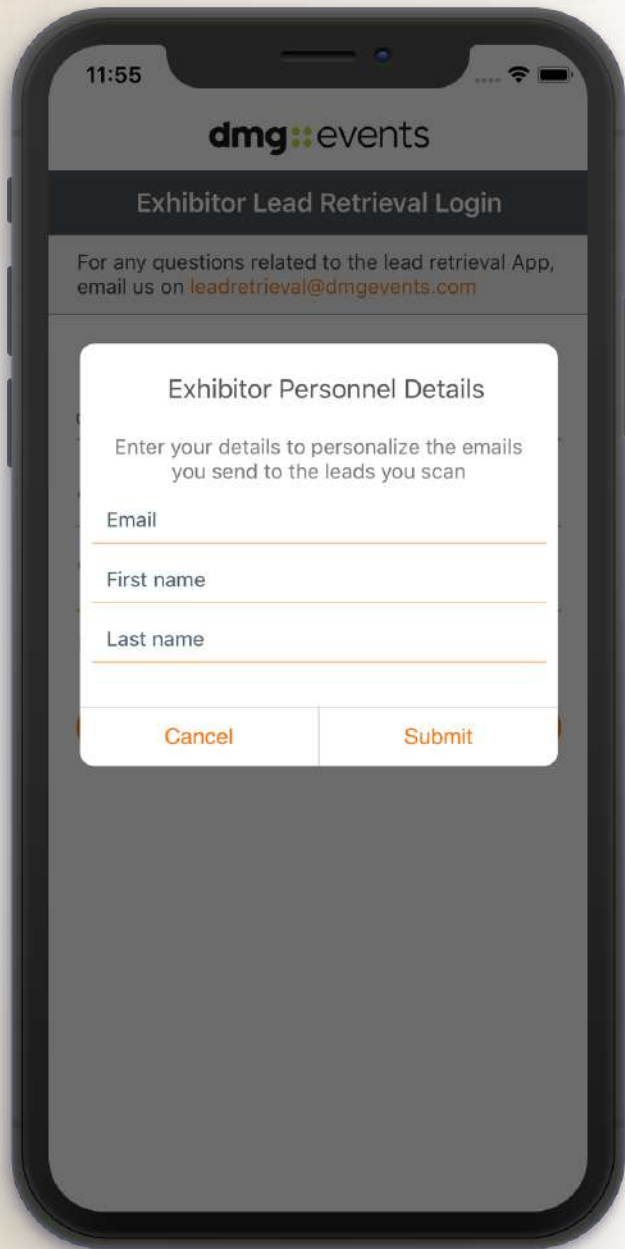 11:55
dmg::events
Exhibitor Lead Retrieval Login
For any questions related to the lead retrieval App,
email us on leadretrieval@dmgevents.com
Exhibitor Personnel Details
Enter your details to personalize the emails
you send to the leads you scan
Email
First name
Last name
Cancel
Submit